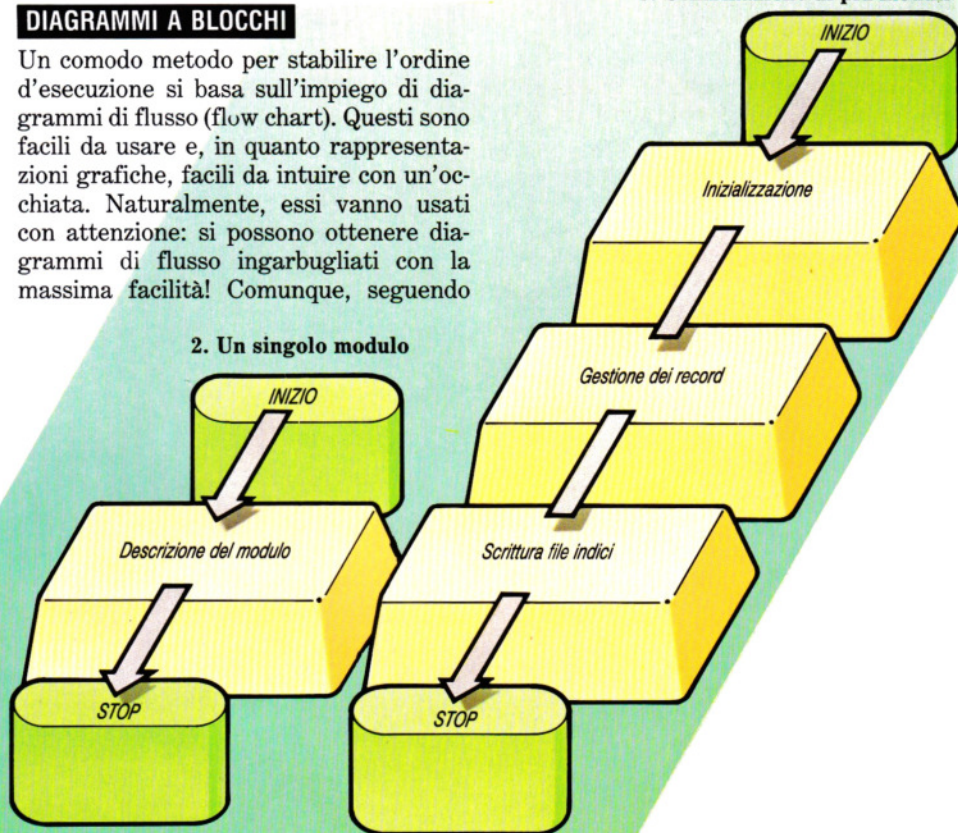 DIAGRAMMI A BLOCCHI
Un comodo metodo per stabilire l'ordine
d'esecuzione si basa sull'impiego di dia-
grammi di flusso (flow chart). Questi sono
facili da usare e, in quanto rappresenta-
zioni grafiche, facili da intuire con un'oc-
chiata. Naturalmente, essi vanno usati
con attenzione: si possono ottenere dia-
grammi di flusso ingarbugliati con la
massima facilità! Comunque, seguendo
2. Un singolo modulo
INIZIO
Descrizione del modulo
STOP
INIZIO
Inizializzazione
Gestione dei record
Scrittura file indici
STOP